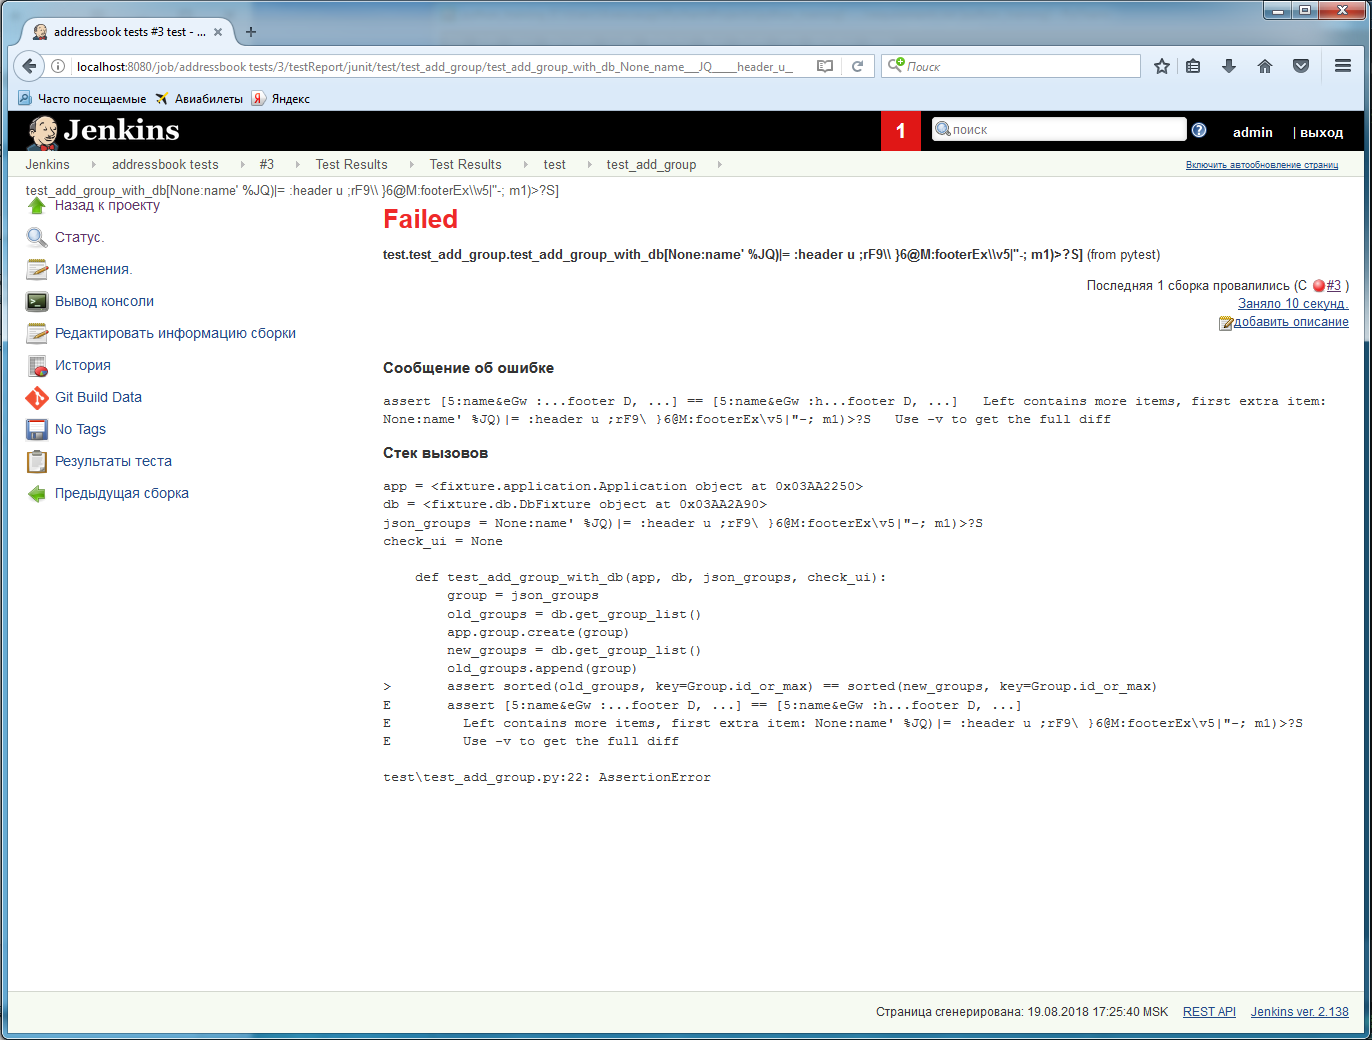 addressbook tests #3 test - ...
localhost:8080/job/addressbook tests/3/testReport/junit/test/test_add_group/test_add_group_with_db_None_name__JQ____header_u_
Поиск
Часто посещаемые Авиабилеты Яндекс
Jenkins 1 поиск admin | выход
Jenkins addressbook tests #3 Test Results Test Results test test_add_group Включить автообновление страниц
test_add_group_with_db[None:name' %JQ)|= :header u ;rF9\\ }6@M:footerEx\\v5|"-; m1)>?S]
Назад к проекту
Статус.
Изменения.
Вывод консоли
Редактировать информацию сборки
История
Git Build Data
No Tags
Результаты теста
Предыдущая сборка
Failed
test.test_add_group.test_add_group_with_db[None:name' %JQ)|= :header u ;rF9\\ }6@M:footerEx\\v5|"-; m1)>?S] (from pytest)
Последняя 1 сборка провалились (С #3 )
Заняло 10 секунд.
добавить описание
Сообщение об ошибке
assert [5:name&eGw :...footer D, ...] == [5:name&eGw :h...footer D, ...]   Left contains more items, first extra item:
None:name' %JQ)|= :header u ;rF9\ }6@M:footerEx\v5|"-; m1)>?S   Use -v to get the full diff
Стек вызовов
app = <fixture.application.Application object at 0x03AA2250>
db = <fixture.db.DbFixture object at 0x03AA2A90>
json_groups = None:name' %JQ)|= :header u ;rF9\ }6@M:footerEx\v5|"-; m1)>?S
check_ui = None
    def test_add_group_with_db(app, db, json_groups, check_ui):
        group = json_groups
        old_groups = db.get_group_list()
        app.group.create(group)
        new_groups = db.get_group_list()
        old_groups.append(group)
>       assert sorted(old_groups, key=Group.id_or_max) == sorted(new_groups, key=Group.id_or_max)
E       assert [5:name&eGw :...footer D, ...] == [5:name&eGw :h...footer D, ...]
E         Left contains more items, first extra item: None:name' %JQ)|= :header u ;rF9\ }6@M:footerEx\v5|"-; m1)>?S
E         Use -v to get the full diff
test\test_add_group.py:22: AssertionError
Страница сгенерирована: 19.08.2018 17:25:40 MSK REST API Jenkins ver. 2.138